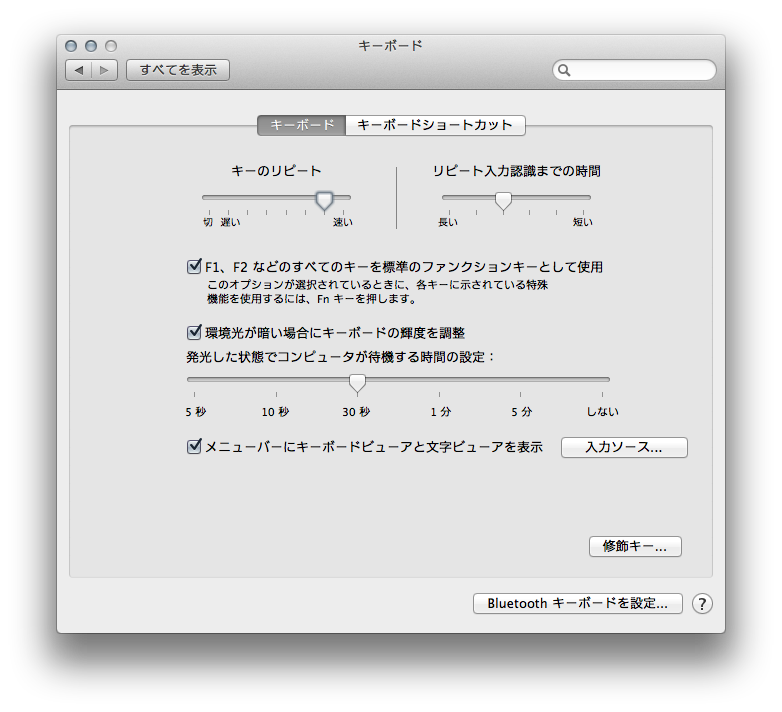 キーボード
すべてを表示
キーボード キーボードショートカット
キーのリピート リピート入力認識までの時間
切 遅い 速い 長い 短い
F1、F2 などのすべてのキーを標準のファンクションキーとして使用
このオプションが選択されているときに、各キーに示されている特殊
機能を使用するには、Fn キーを押します。
環境光が暗い場合にキーボードの輝度を調整
発光した状態でコンピュータが待機する時間の設定：
5 秒 10 秒 30 秒 1 分 5 分 しない
メニューバーにキーボードビューアと文字ビューアを表示 入力ソース...
修飾キー...
Bluetooth キーボードを設定... ?